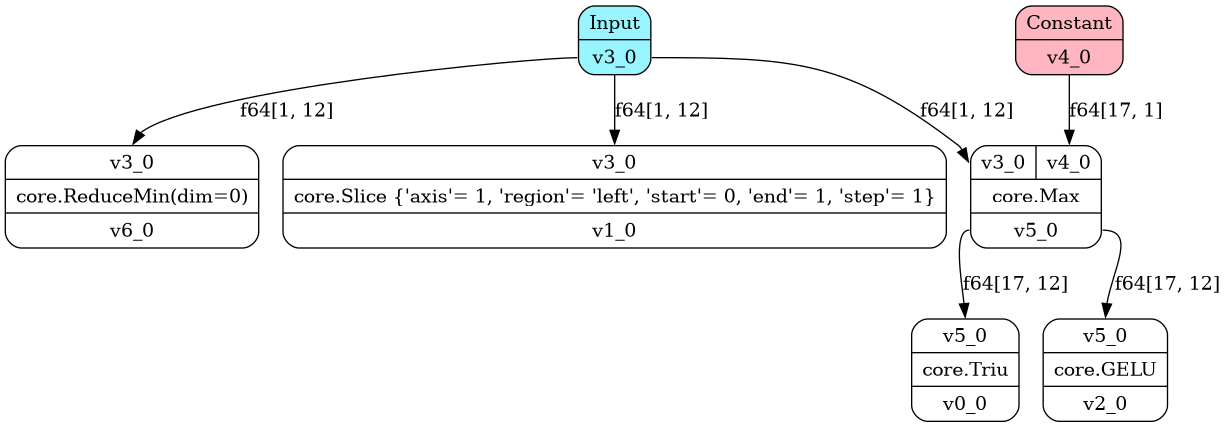 Input
v3_0
Constant
v4_0
f64[1, 12]
f64[1, 12]
f64[1, 12]
f64[17, 1]
v3_0
core.ReduceMin(dim=0)
v6_0
v3_0
core.Slice {'axis'= 1, 'region'= 'left', 'start'= 0, 'end'= 1, 'step'= 1}
v1_0
v3_0 v4_0
core.Max
v5_0
f64[17, 12]
f64[17, 12]
v5_0
core.Triu
v0_0
v5_0
core.GELU
v2_0